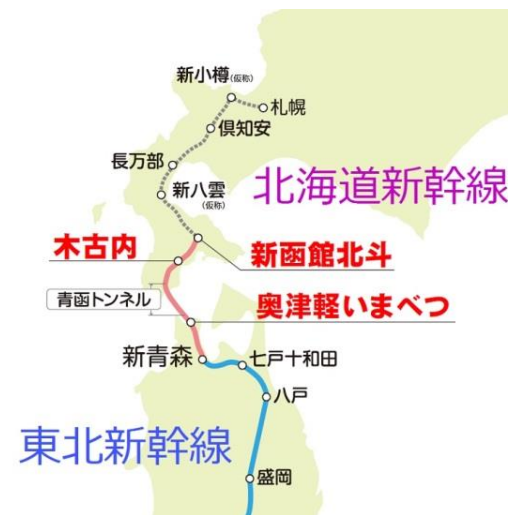 新小樽(仮称)
札幌
倶知安
長万部
新八雲
(仮称)
北海道新幹線
木古内
新函館北斗
青函トンネル
奥津軽いまべつ
新青森
七戸十和田
八戸
東北新幹線
盛岡